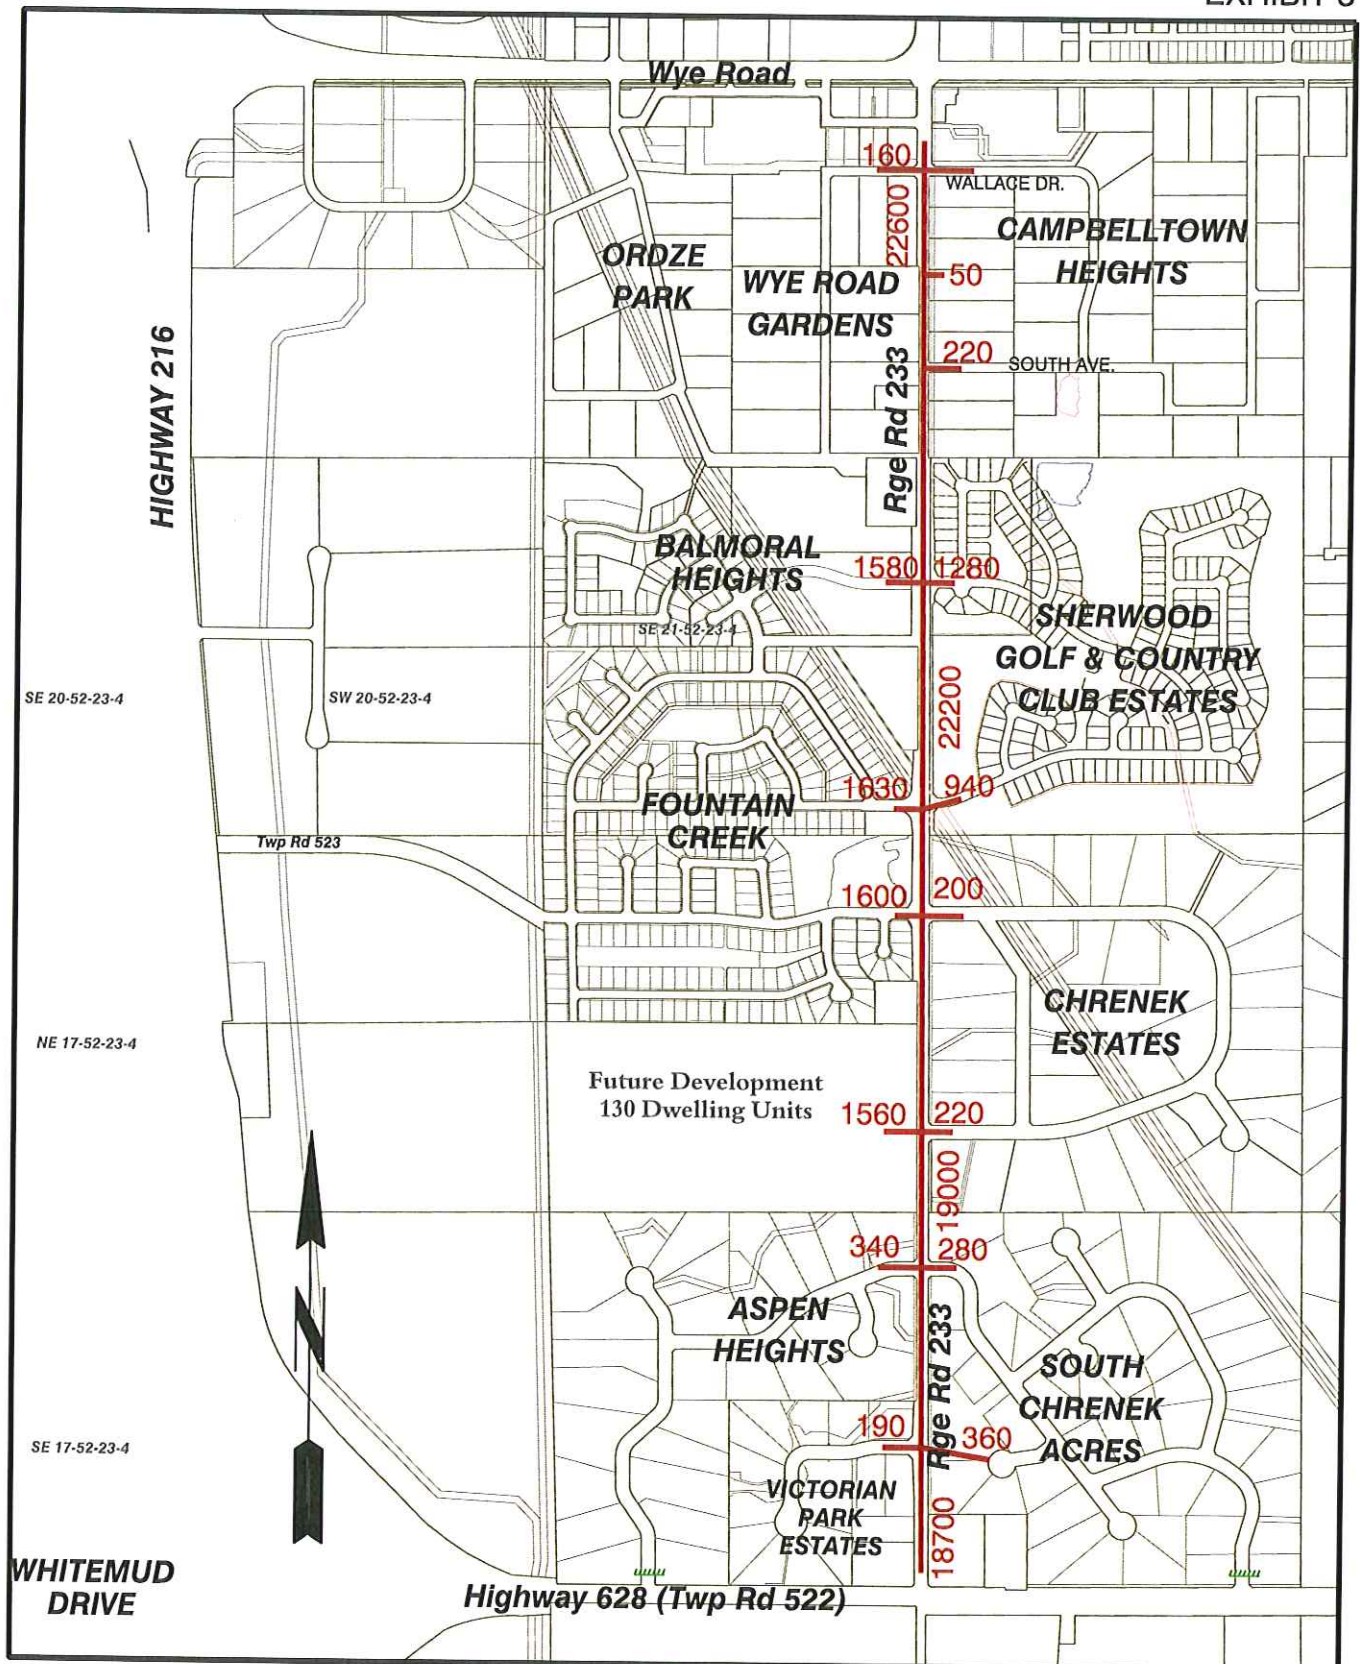 Wye Road
160
WALLACE DR.
22600
ORDZE
PARK
WYE ROAD
GARDENS
CAMPBELLTOWN
HEIGHTS
50
HIGHWAY 216
Rge Rd 233
220
SOUTH AVE.
BALMORAL
HEIGHTS
1580
1280
SE 21-52-23-4
SHERWOOD
GOLF & COUNTRY
CLUB ESTATES
SE 20-52-23-4
SW 20-52-23-4
22200
1630
940
FOUNTAIN
CREEK
Twp Rd 523
1600
200
CHRENEK
ESTATES
NE 17-52-23-4
Future Development
130 Dwelling Units
1560
220
19000
340
280
ASPEN
HEIGHTS
Rge Rd 233
SOUTH
CHRENEK
ACRES
N
SE 17-52-23-4
190
360
VICTORIAN
PARK
ESTATES
18700
WHITEMUD
DRIVE
Highway 628 (Twp Rd 522)